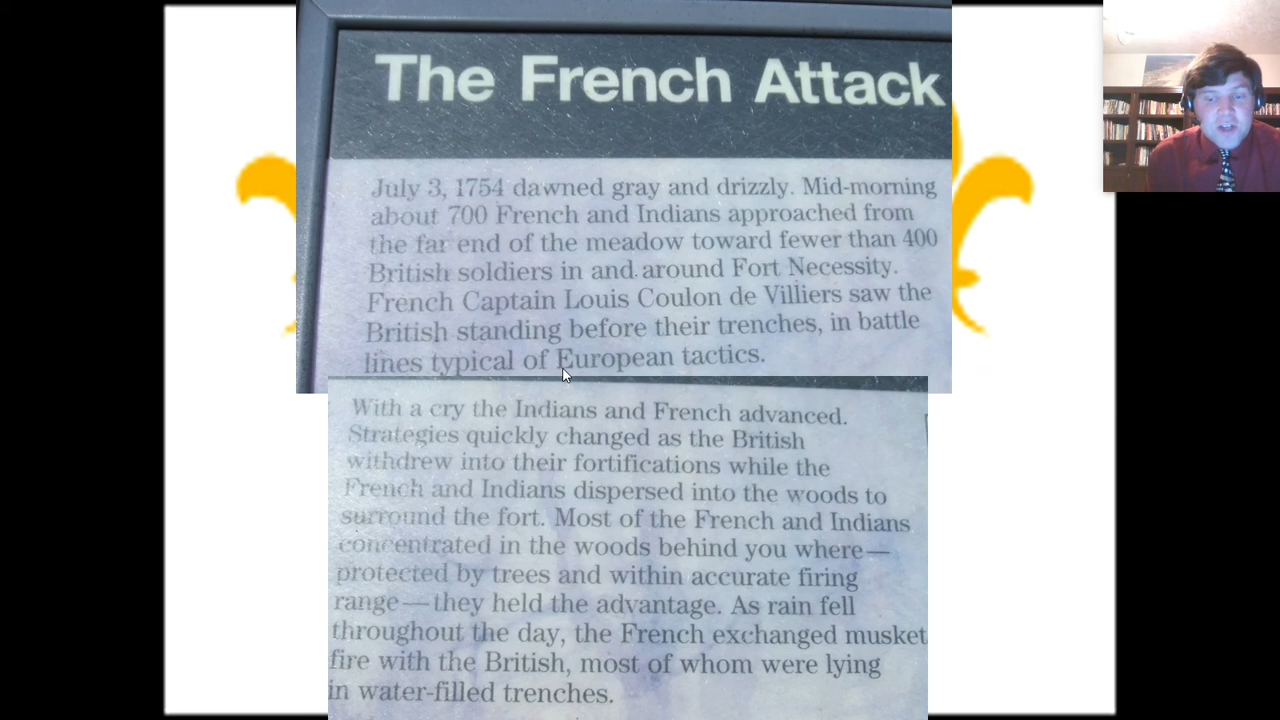 The French Attack
July 3, 1754 dawned gray and drizzly. Mid-morning
about 700 French and Indians approached from
the far end of the meadow toward fewer than 400
British soldiers in and around Fort Necessity.
French Captain Louis Coulon de Villiers saw the
British standing before their trenches, in battle
lines typical of European tactics.
With a cry the Indians and French advanced.
Strategies quickly changed as the British
withdrew into their fortifications while the
French and Indians dispersed into the woods to
surround the fort. Most of the French and Indians
concentrated in the woods behind you where—
protected by trees and within accurate firing
range—they held the advantage. As rain fell
throughout the day, the French exchanged musket
fire with the British, most of whom were lying
in water-filled trenches.